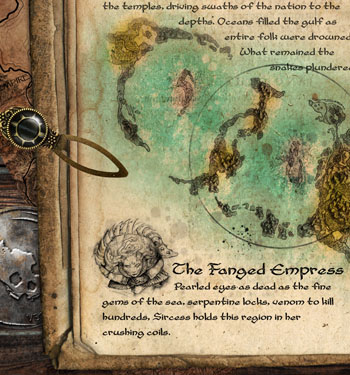 the temples, driving swaths of the nation to the
depths. Oceans filled the gulf as
entire folk were drowned
What remained the
snakes plundere
The Fanged Empress
Pearled eyes as dead as the fine
gems of the sea, serpentine locks, venom to kill
hundreds, Sircess holds this region in her
crushing coils.